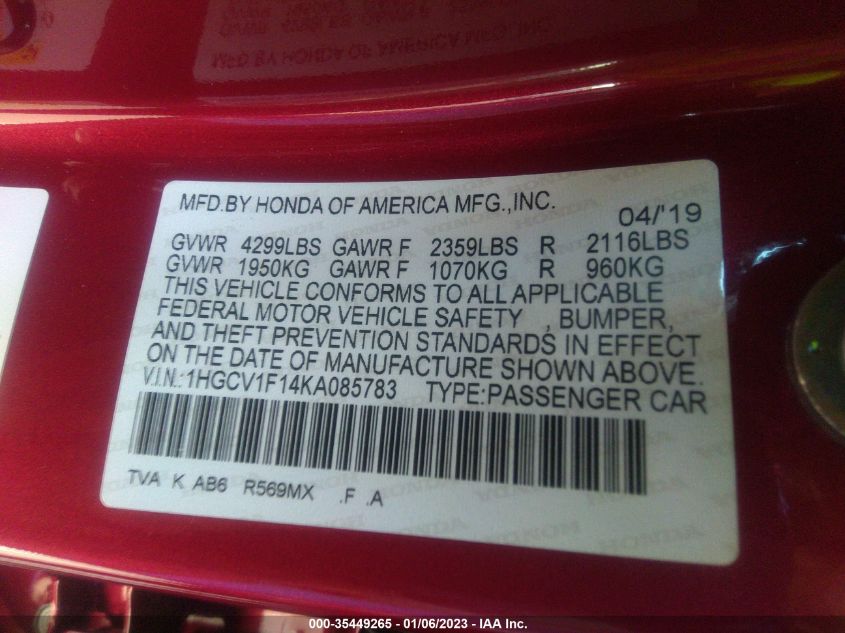 MFD.BY HONDA OF AMERICA MFG.,INC. 04/'19
GVWR 4299LBS GAWR F 2359LBS R 2116LBS
GVWR 1950KG GAWR F 1070KG R 960KG
THIS VEHICLE CONFORMS TO ALL APPLICABLE
FEDERAL MOTOR VEHICLE SAFETY , BUMPER,
AND THEFT PREVENTION STANDARDS IN EFFECT
ON THE DATE OF MANUFACTURE SHOWN ABOVE.
V.I.N.:1HGCV1F14KA085783 TYPE:PASSENGER CAR
TVA K AB6 R569MX .F .A
000-35449265 - 01/06/2023 - IAA Inc.